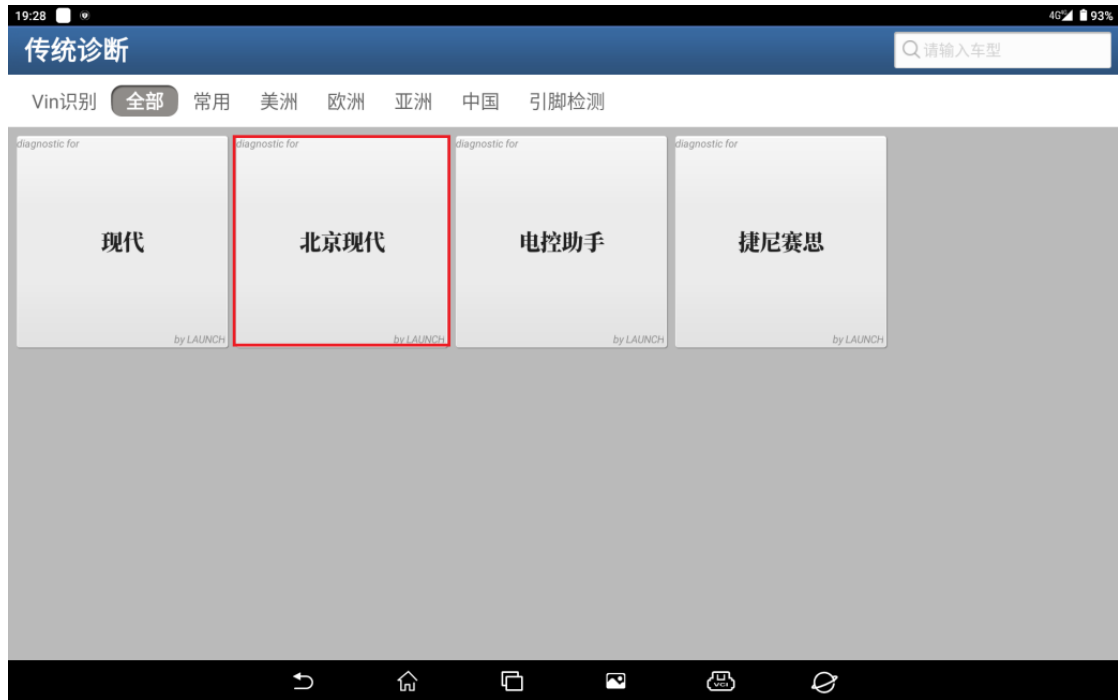 19:28
4G 93%
传统诊断
请输入车型
Vin识别 全部 常用 美洲 欧洲 亚洲 中国 引脚检测
diagnostic for
现代
by LAUNCH
diagnostic for
北京现代
by LAUNCH
diagnostic for
电控助手
by LAUNCH
diagnostic for
捷尼赛思
by LAUNCH
VCI